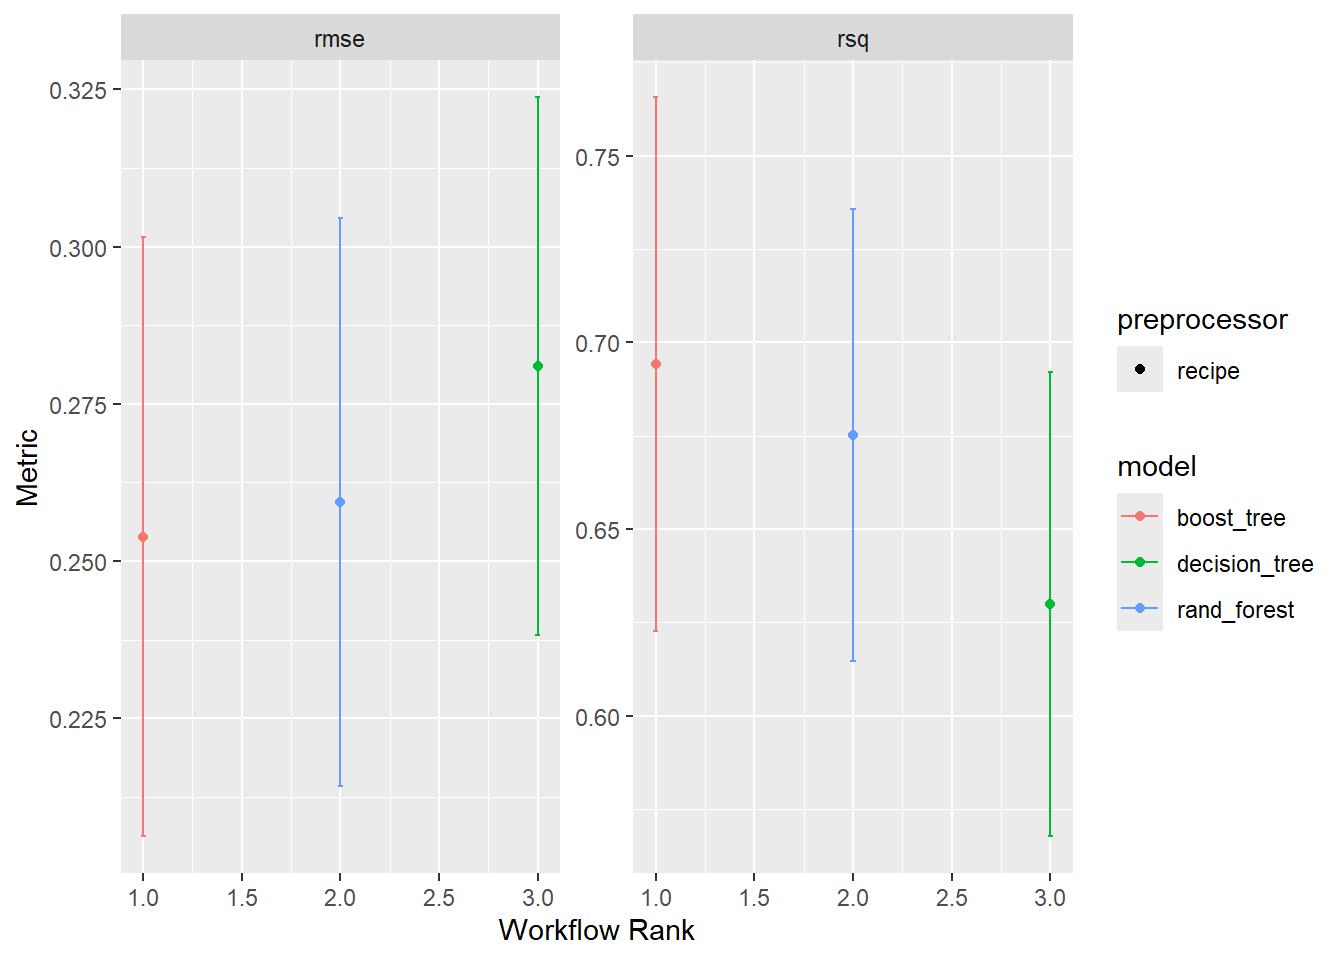 rmse
rsq
0.325
0.300
0.275
0.250
0.225
0.75
0.70
0.65
0.60
1.0 1.5 2.0 2.5 3.0
1.0 1.5 2.0 2.5 3.0
Metric
Workflow Rank
preprocessor
recipe
model
boost_tree
decision_tree
rand_forest